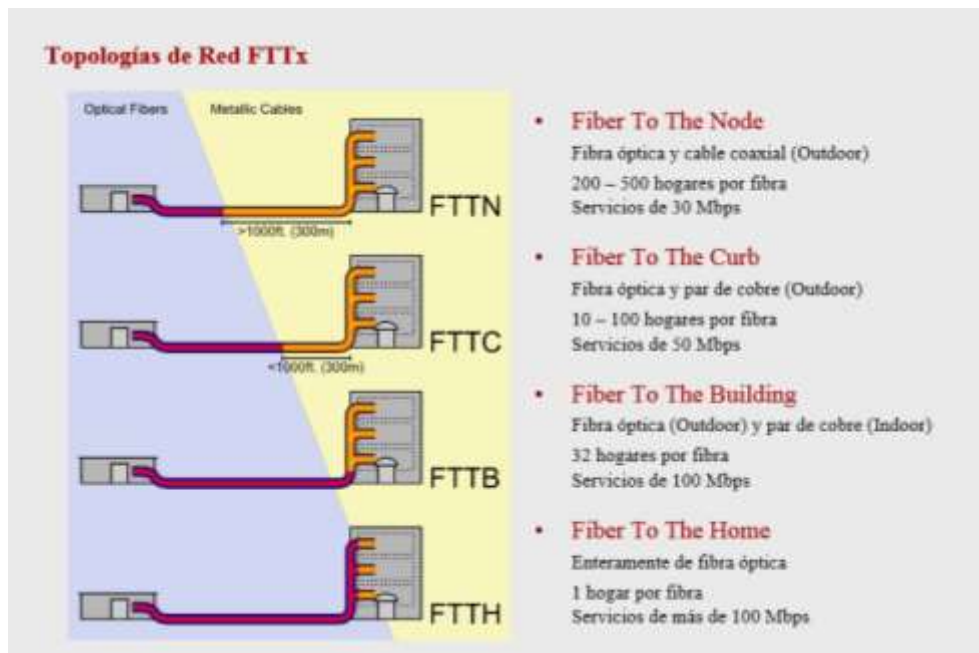 Topologías de Red FTTx
Optical Fibers
Metallic Cables
FTTN
>1000ft. (300m)
FTTC
<1000ft. (300m)
FTTB
FTTH
• Fiber To The Node
Fibra óptica y cable coaxial (Outdoor)
200 – 500 hogares por fibra
Servicios de 30 Mbps
• Fiber To The Curb
Fibra óptica y par de cobre (Outdoor)
10 – 100 hogares por fibra
Servicios de 50 Mbps
• Fiber To The Building
Fibra óptica (Outdoor) y par de cobre (Indoor)
32 hogares por fibra
Servicios de 100 Mbps
• Fiber To The Home
Enteramente de fibra óptica
1 hogar por fibra
Servicios de más de 100 Mbps